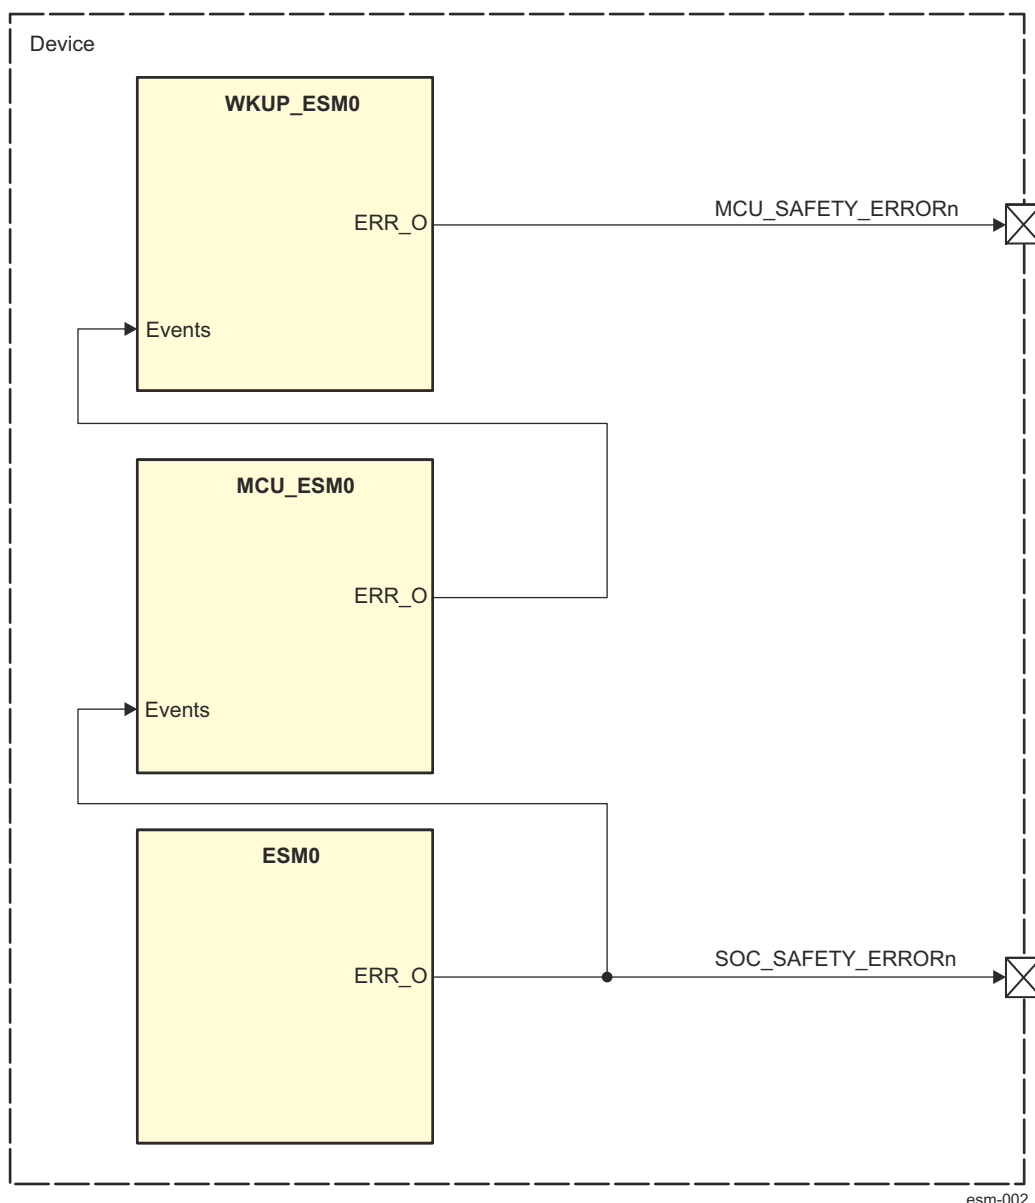 Device
WKUP_ESM0
ERR_O
MCU_SAFETY_ERRORn
Events
MCU_ESM0
ERR_O
Events
ESM0
ERR_O
SOC_SAFETY_ERRORn
esm-002